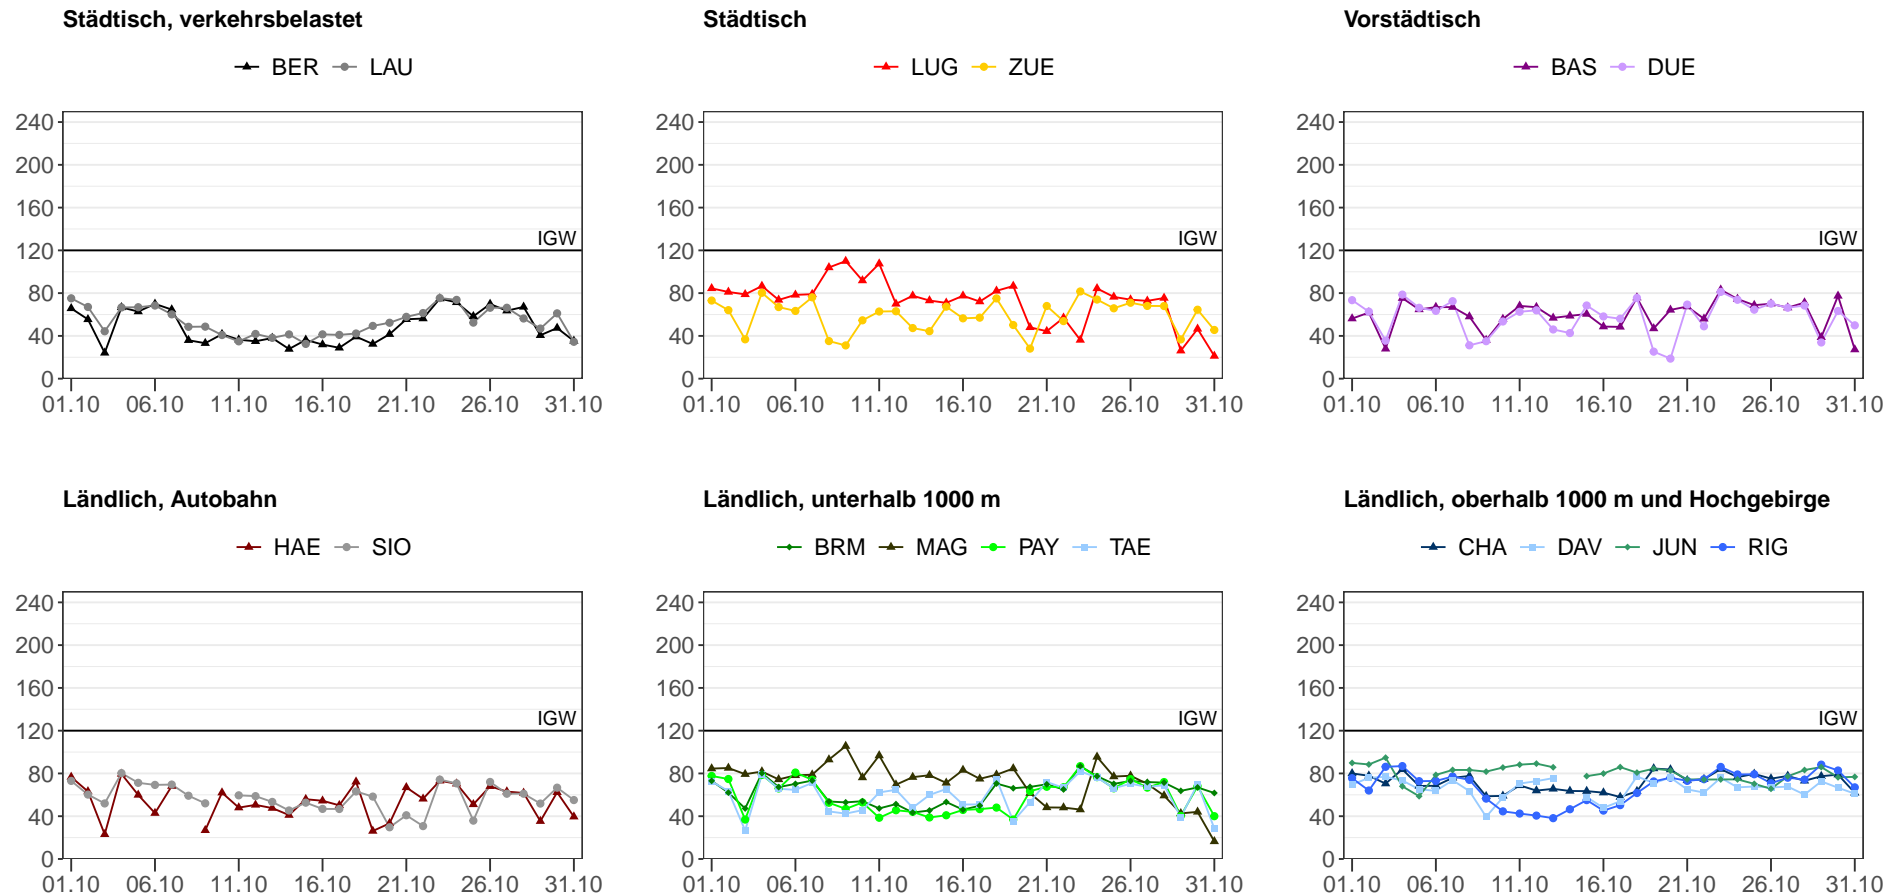 Städtisch, verkehrsbelastet
BER LAU
240
200
160
120
80
40
0
IGW
01.10 06.10 11.10 16.10 21.10 26.10 31.10
Städtisch
LUG ZUE
240
200
160
120
80
40
0
IGW
01.10 06.10 11.10 16.10 21.10 26.10 31.10
Vorstädtisch
BAS DUE
240
200
160
120
80
40
0
IGW
01.10 06.10 11.10 16.10 21.10 26.10 31.10
Ländlich, Autobahn
HAE SIO
240
200
160
120
80
40
0
IGW
01.10 06.10 11.10 16.10 21.10 26.10 31.10
Ländlich, unterhalb 1000 m
BRM MAG PAY TAE
240
200
160
120
80
40
0
IGW
01.10 06.10 11.10 16.10 21.10 26.10 31.10
Ländlich, oberhalb 1000 m und Hochgebirge
CHA DAV JUN RIG
240
200
160
120
80
40
0
IGW
01.10 06.10 11.10 16.10 21.10 26.10 31.10